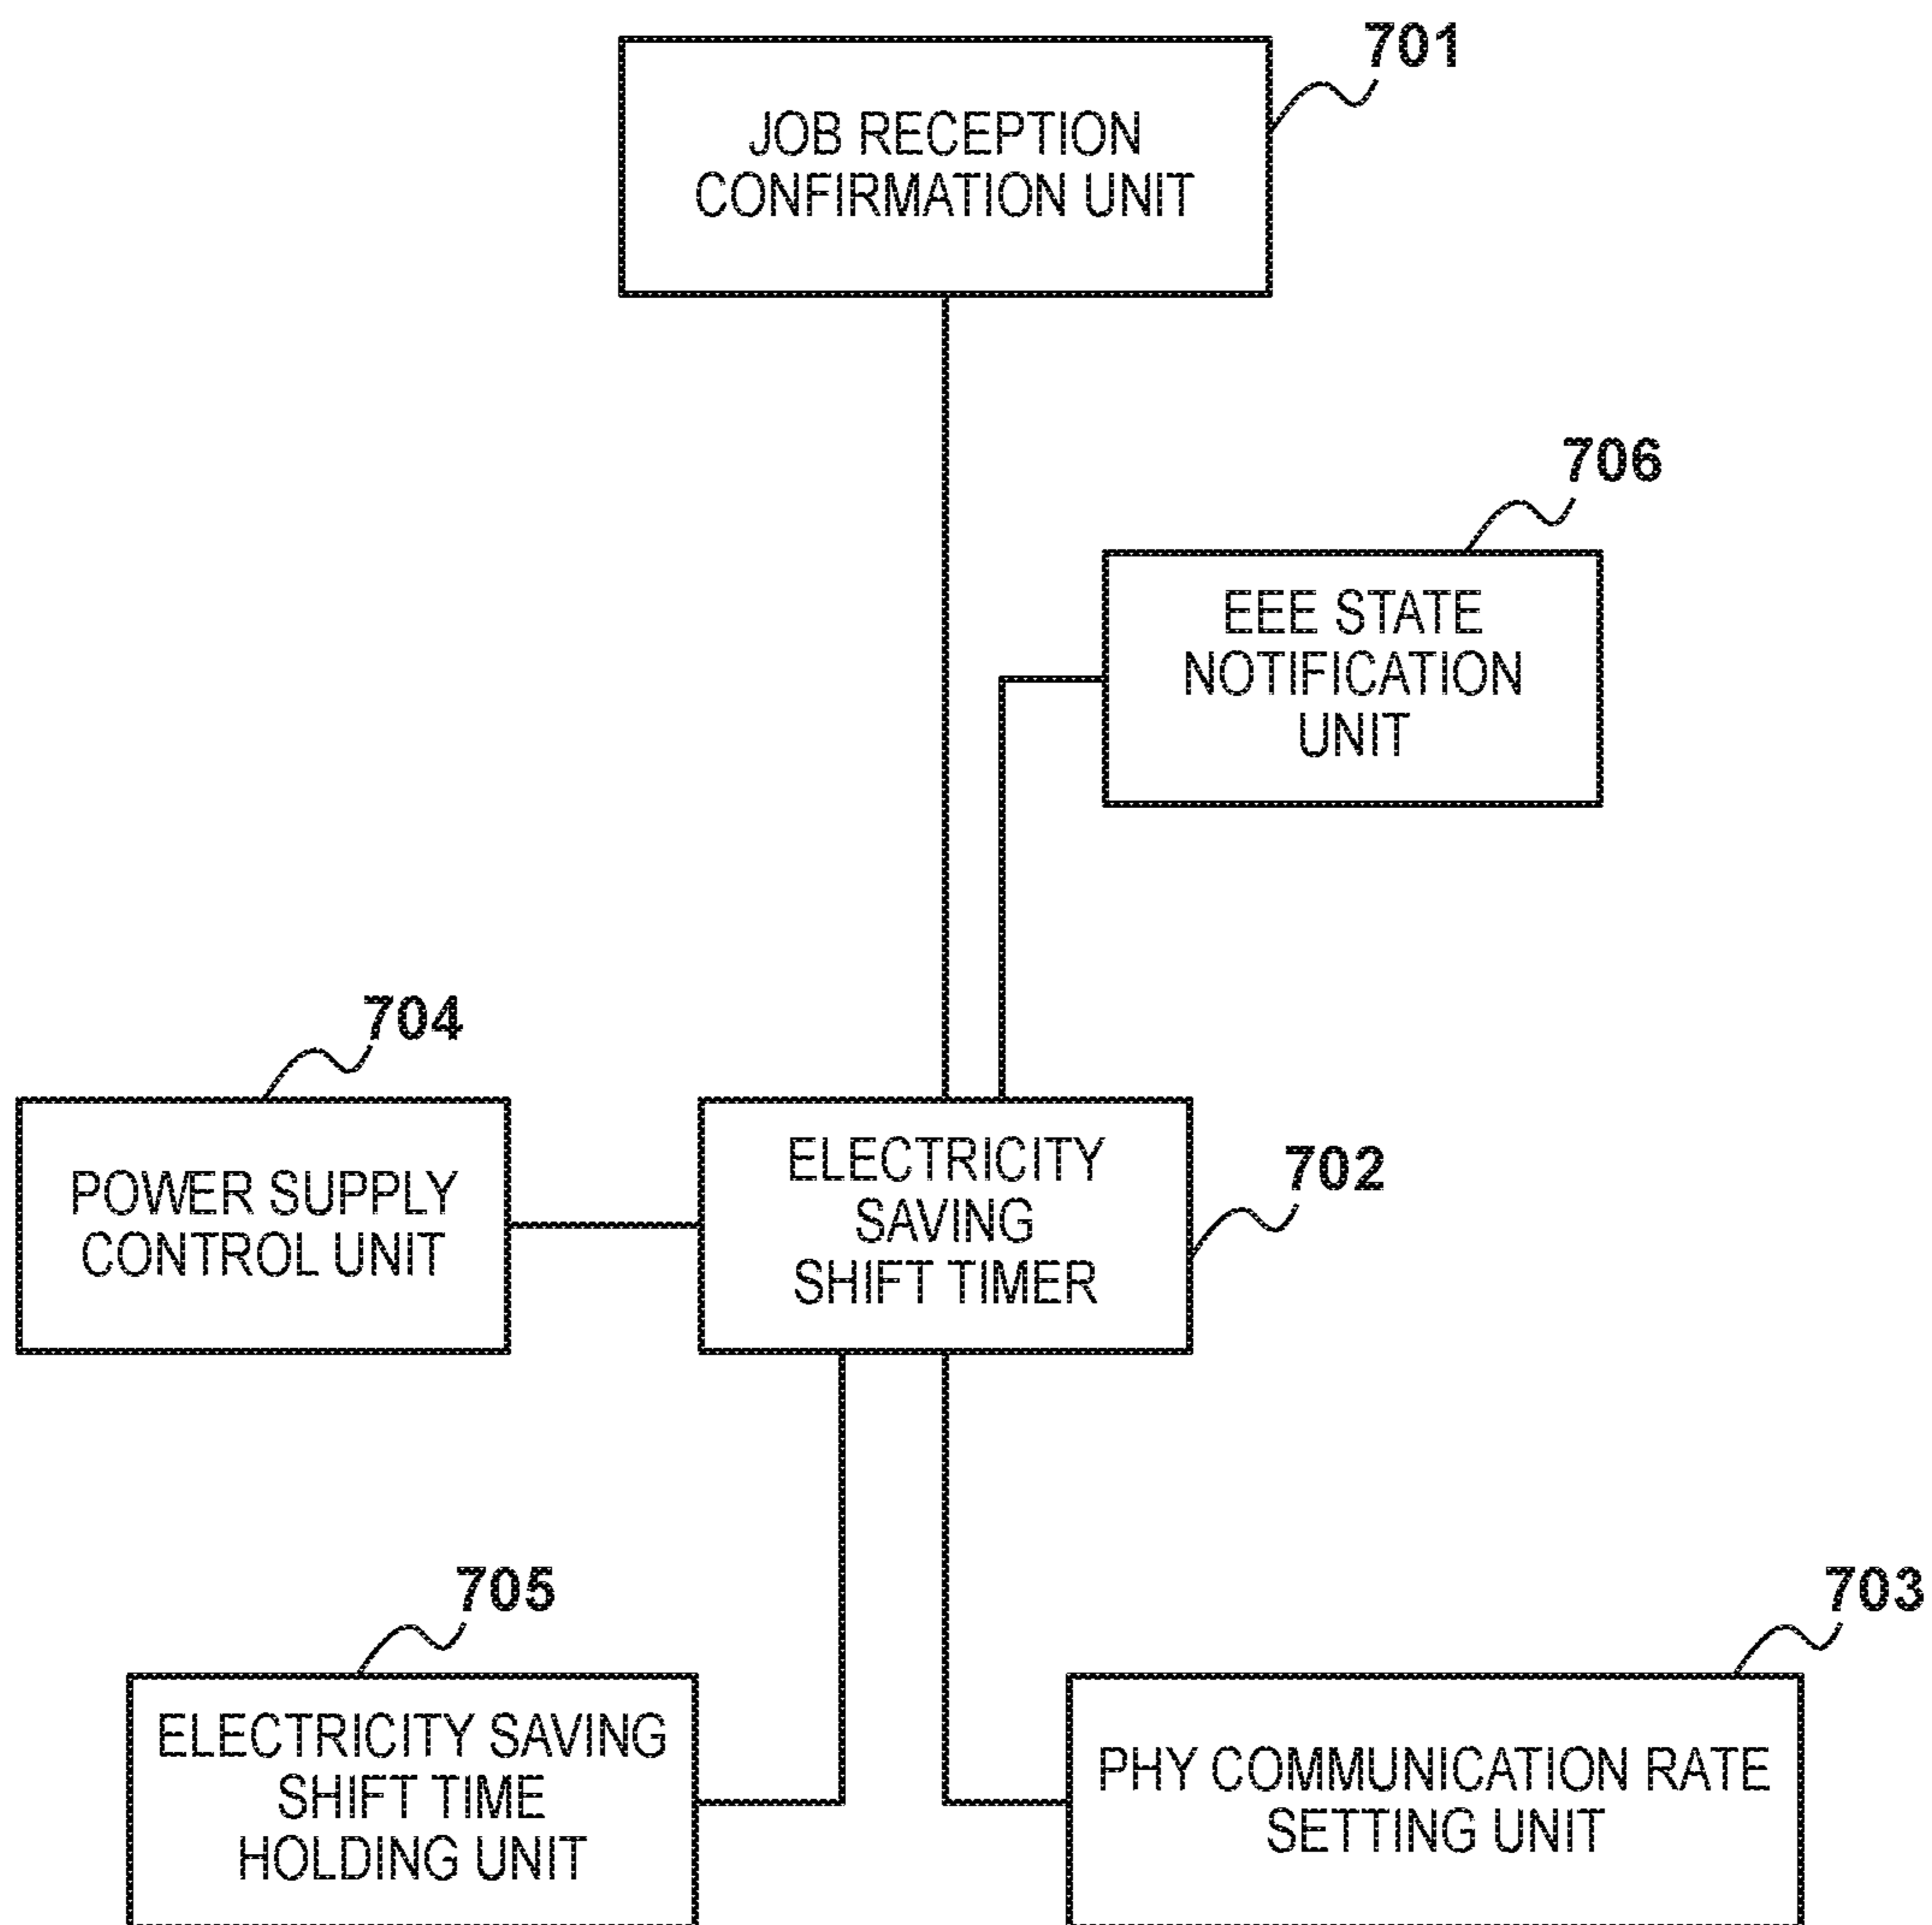 701
JOB RECEPTION
CONFIRMATION UNIT
706
EEE STATE
NOTIFICATION
UNIT
704
POWER SUPPLY
CONTROL UNIT
702
ELECTRICITY
SAVING
SHIFT TIMER
705
ELECTRICITY SAVING
SHIFT TIME
HOLDING UNIT
703
PHY COMMUNICATION RATE
SETTING UNIT